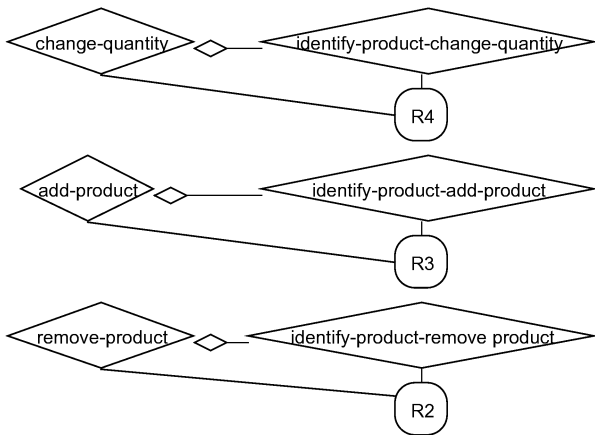 change-quantity identify-product-change-quantity
R4
add-product identify-product-add-product
R3
remove-product identify-product-remove product
R2